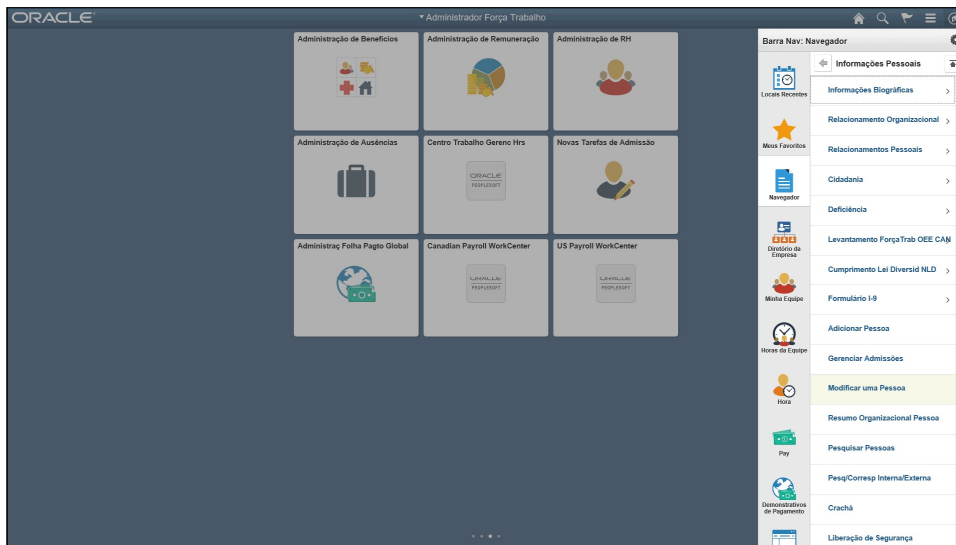 ORACLE
Administrador Força Trabalho
Administração de Benefícios
Administração de Remuneração
Administração de RH
Administração de Ausências
Centro Trabalho Gerenc Hrs
ORACLE
PEOPLESOFT
Novas Tarefas de Admissão
Administraç Folha Pagto Global
Canadian Payroll WorkCenter
ORACLE
PEOPLESOFT
US Payroll WorkCenter
ORACLE
PEOPLESOFT
Barra Nav: Navegador
Locais Recentes
Meus Favoritos
Navegador
Diretório da
Empresa
Minha Equipe
Horas da Equipe
Hora
Pay
Demonstrativos
de Pagamento
Informações Pessoais
Informações Biográficas
Relacionamento Organizacional
Relacionamentos Pessoais
Cidadania
Deficiência
Levantamento ForçaTrab OEE CAN
Cumprimento Lei Diversid NLD
Formulário I-9
Adicionar Pessoa
Gerenciar Admissões
Modificar uma Pessoa
Resumo Organizacional Pessoa
Pesquisar Pessoas
Pesq/Corresp Interna/Externa
Crachá
Liberação de Segurança